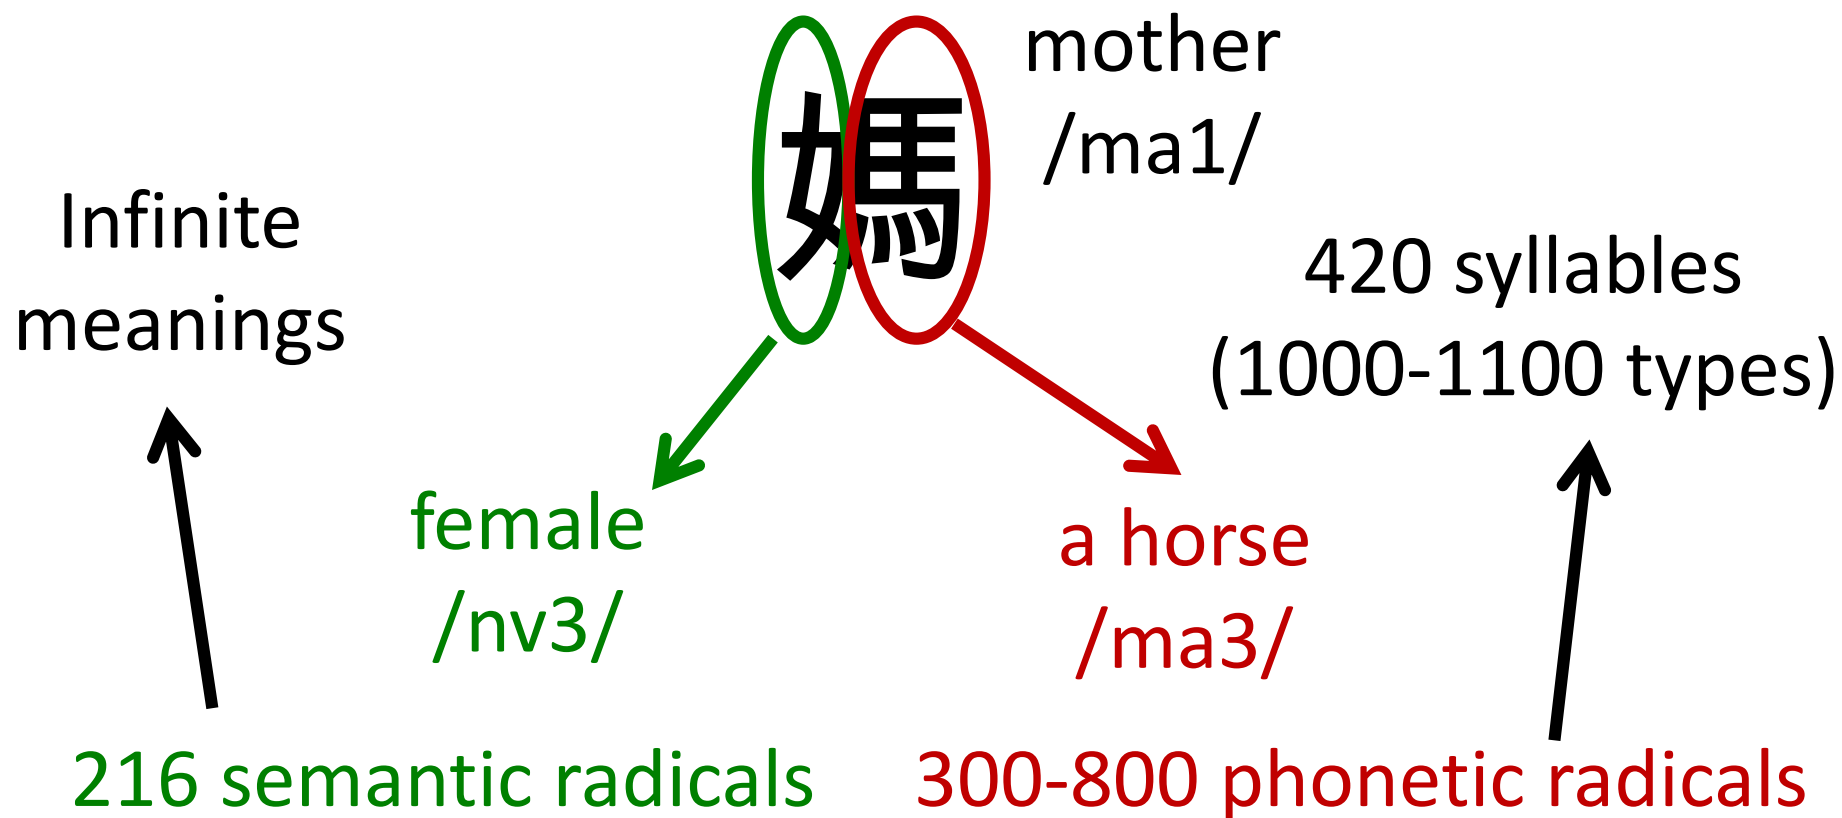 媽
mother
/ma1/
Infinite
meanings
420 syllables
(1000-1100 types)
female
/nv3/
a horse
/ma3/
216 semantic radicals
300-800 phonetic radicals